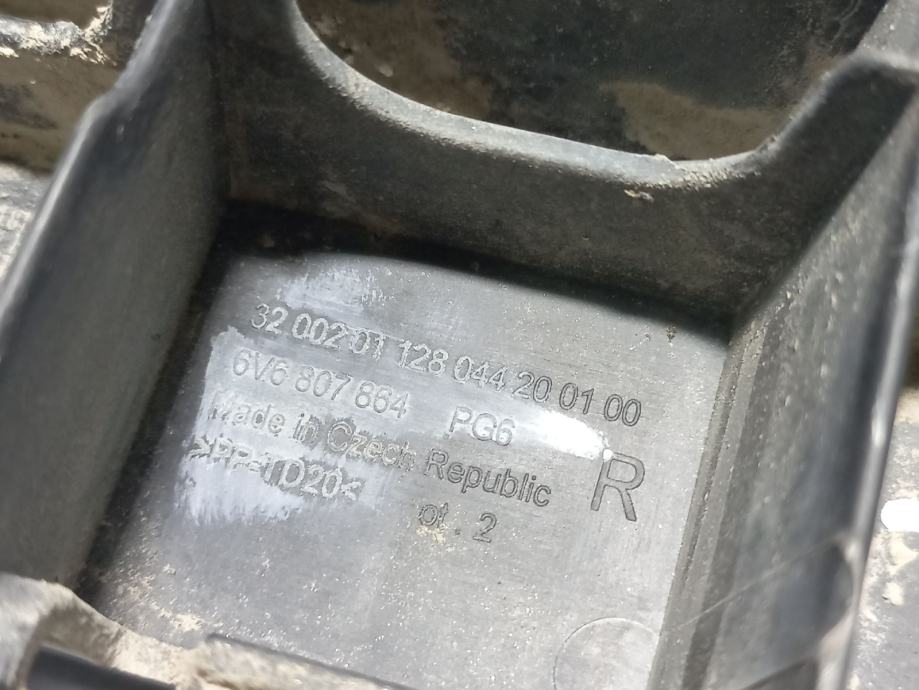 32 002 01 128 044 20 01 00
6V6 807 864 PG6
Made in Czech Republic R
>PP-TD20<
ot. 2